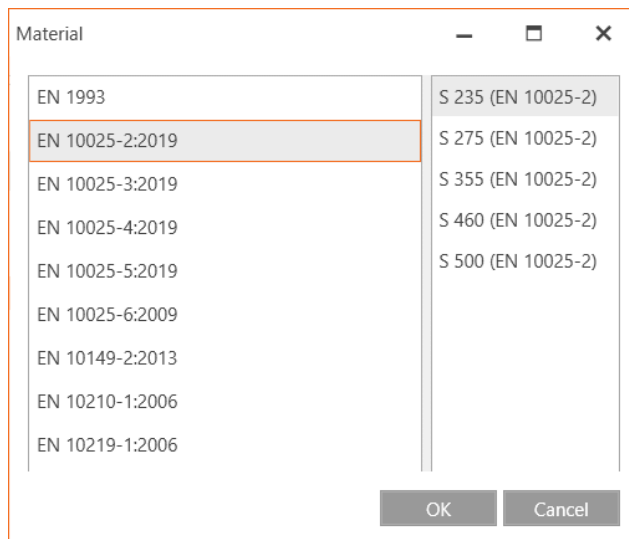 Material
EN 1993
EN 10025-2:2019
EN 10025-3:2019
EN 10025-4:2019
EN 10025-5:2019
EN 10025-6:2009
EN 10149-2:2013
EN 10210-1:2006
EN 10219-1:2006
S 235 (EN 10025-2)
S 275 (EN 10025-2)
S 355 (EN 10025-2)
S 460 (EN 10025-2)
S 500 (EN 10025-2)
OK
Cancel